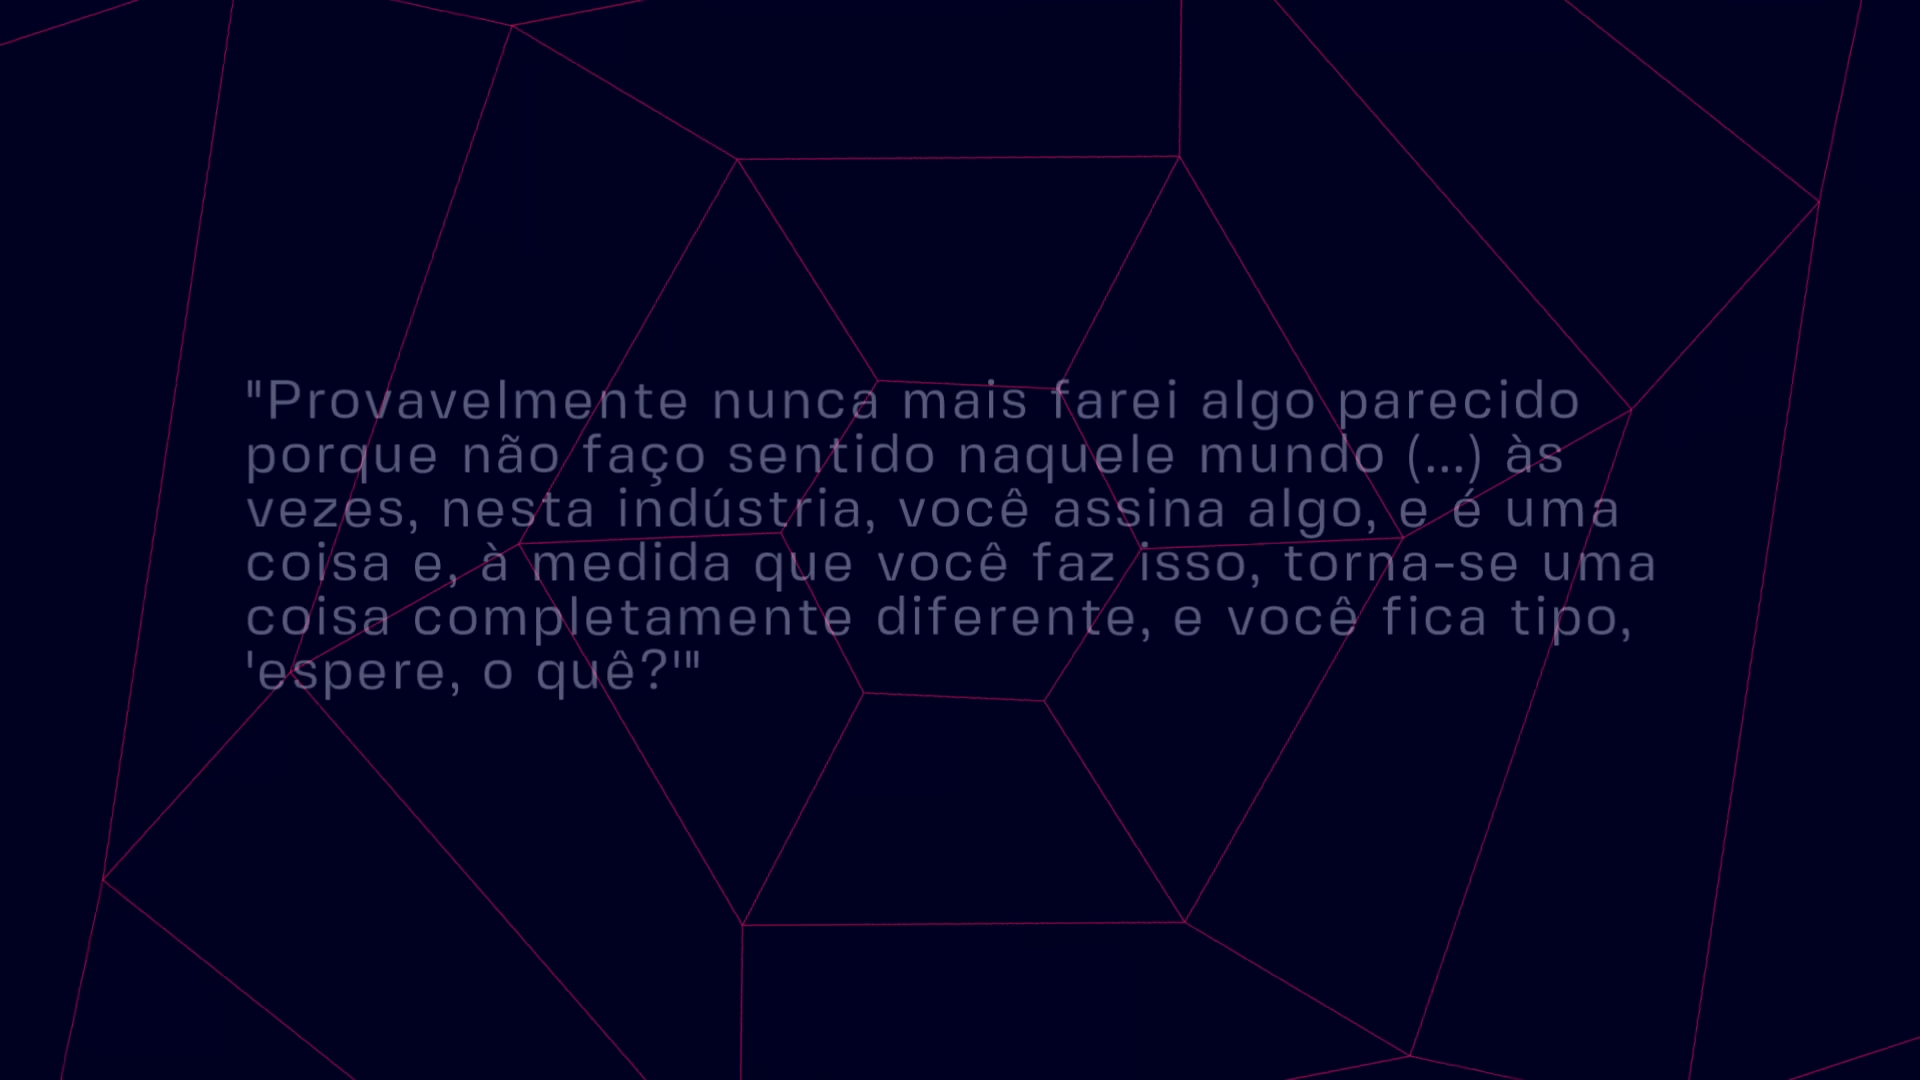 "Provavelmente nunca mais farei algo parecido
porque não faço sentido naquele mundo (...) às
vezes, nesta indústria, você assina algo, e é uma
coisa e, à medida que você faz isso, torna-se uma
coisa completamente diferente, e você fica tipo,
'espere, o quê?'"